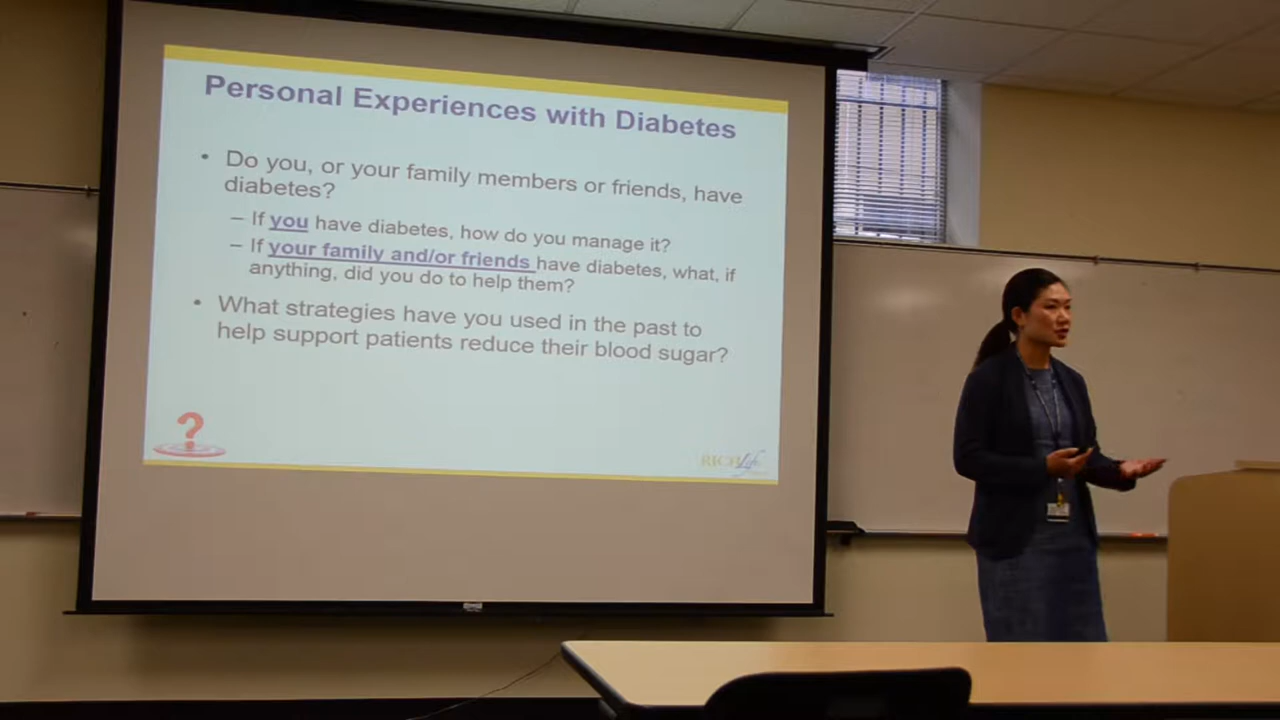 Personal Experiences with Diabetes
• Do you, or your family members or friends, have
diabetes?
– If you have diabetes, how do you manage it?
– If your family and/or friends have diabetes, what, if
anything, did you do to help them?
• What strategies have you used in the past to
help support patients reduce their blood sugar?
?
RICHLife